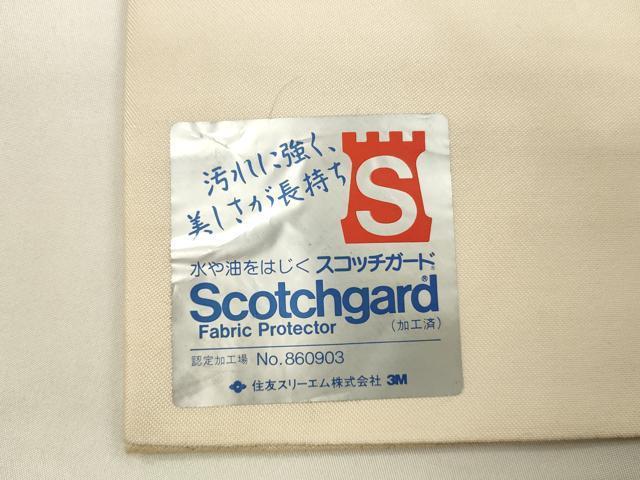 汚れに強く、
美しさが長持ち
S
水や油をはじくスコッチガード®
Scotchgard®
Fabric Protector (加工済)
認定加工場 No. 860903
住友スリーエム株式会社 3M